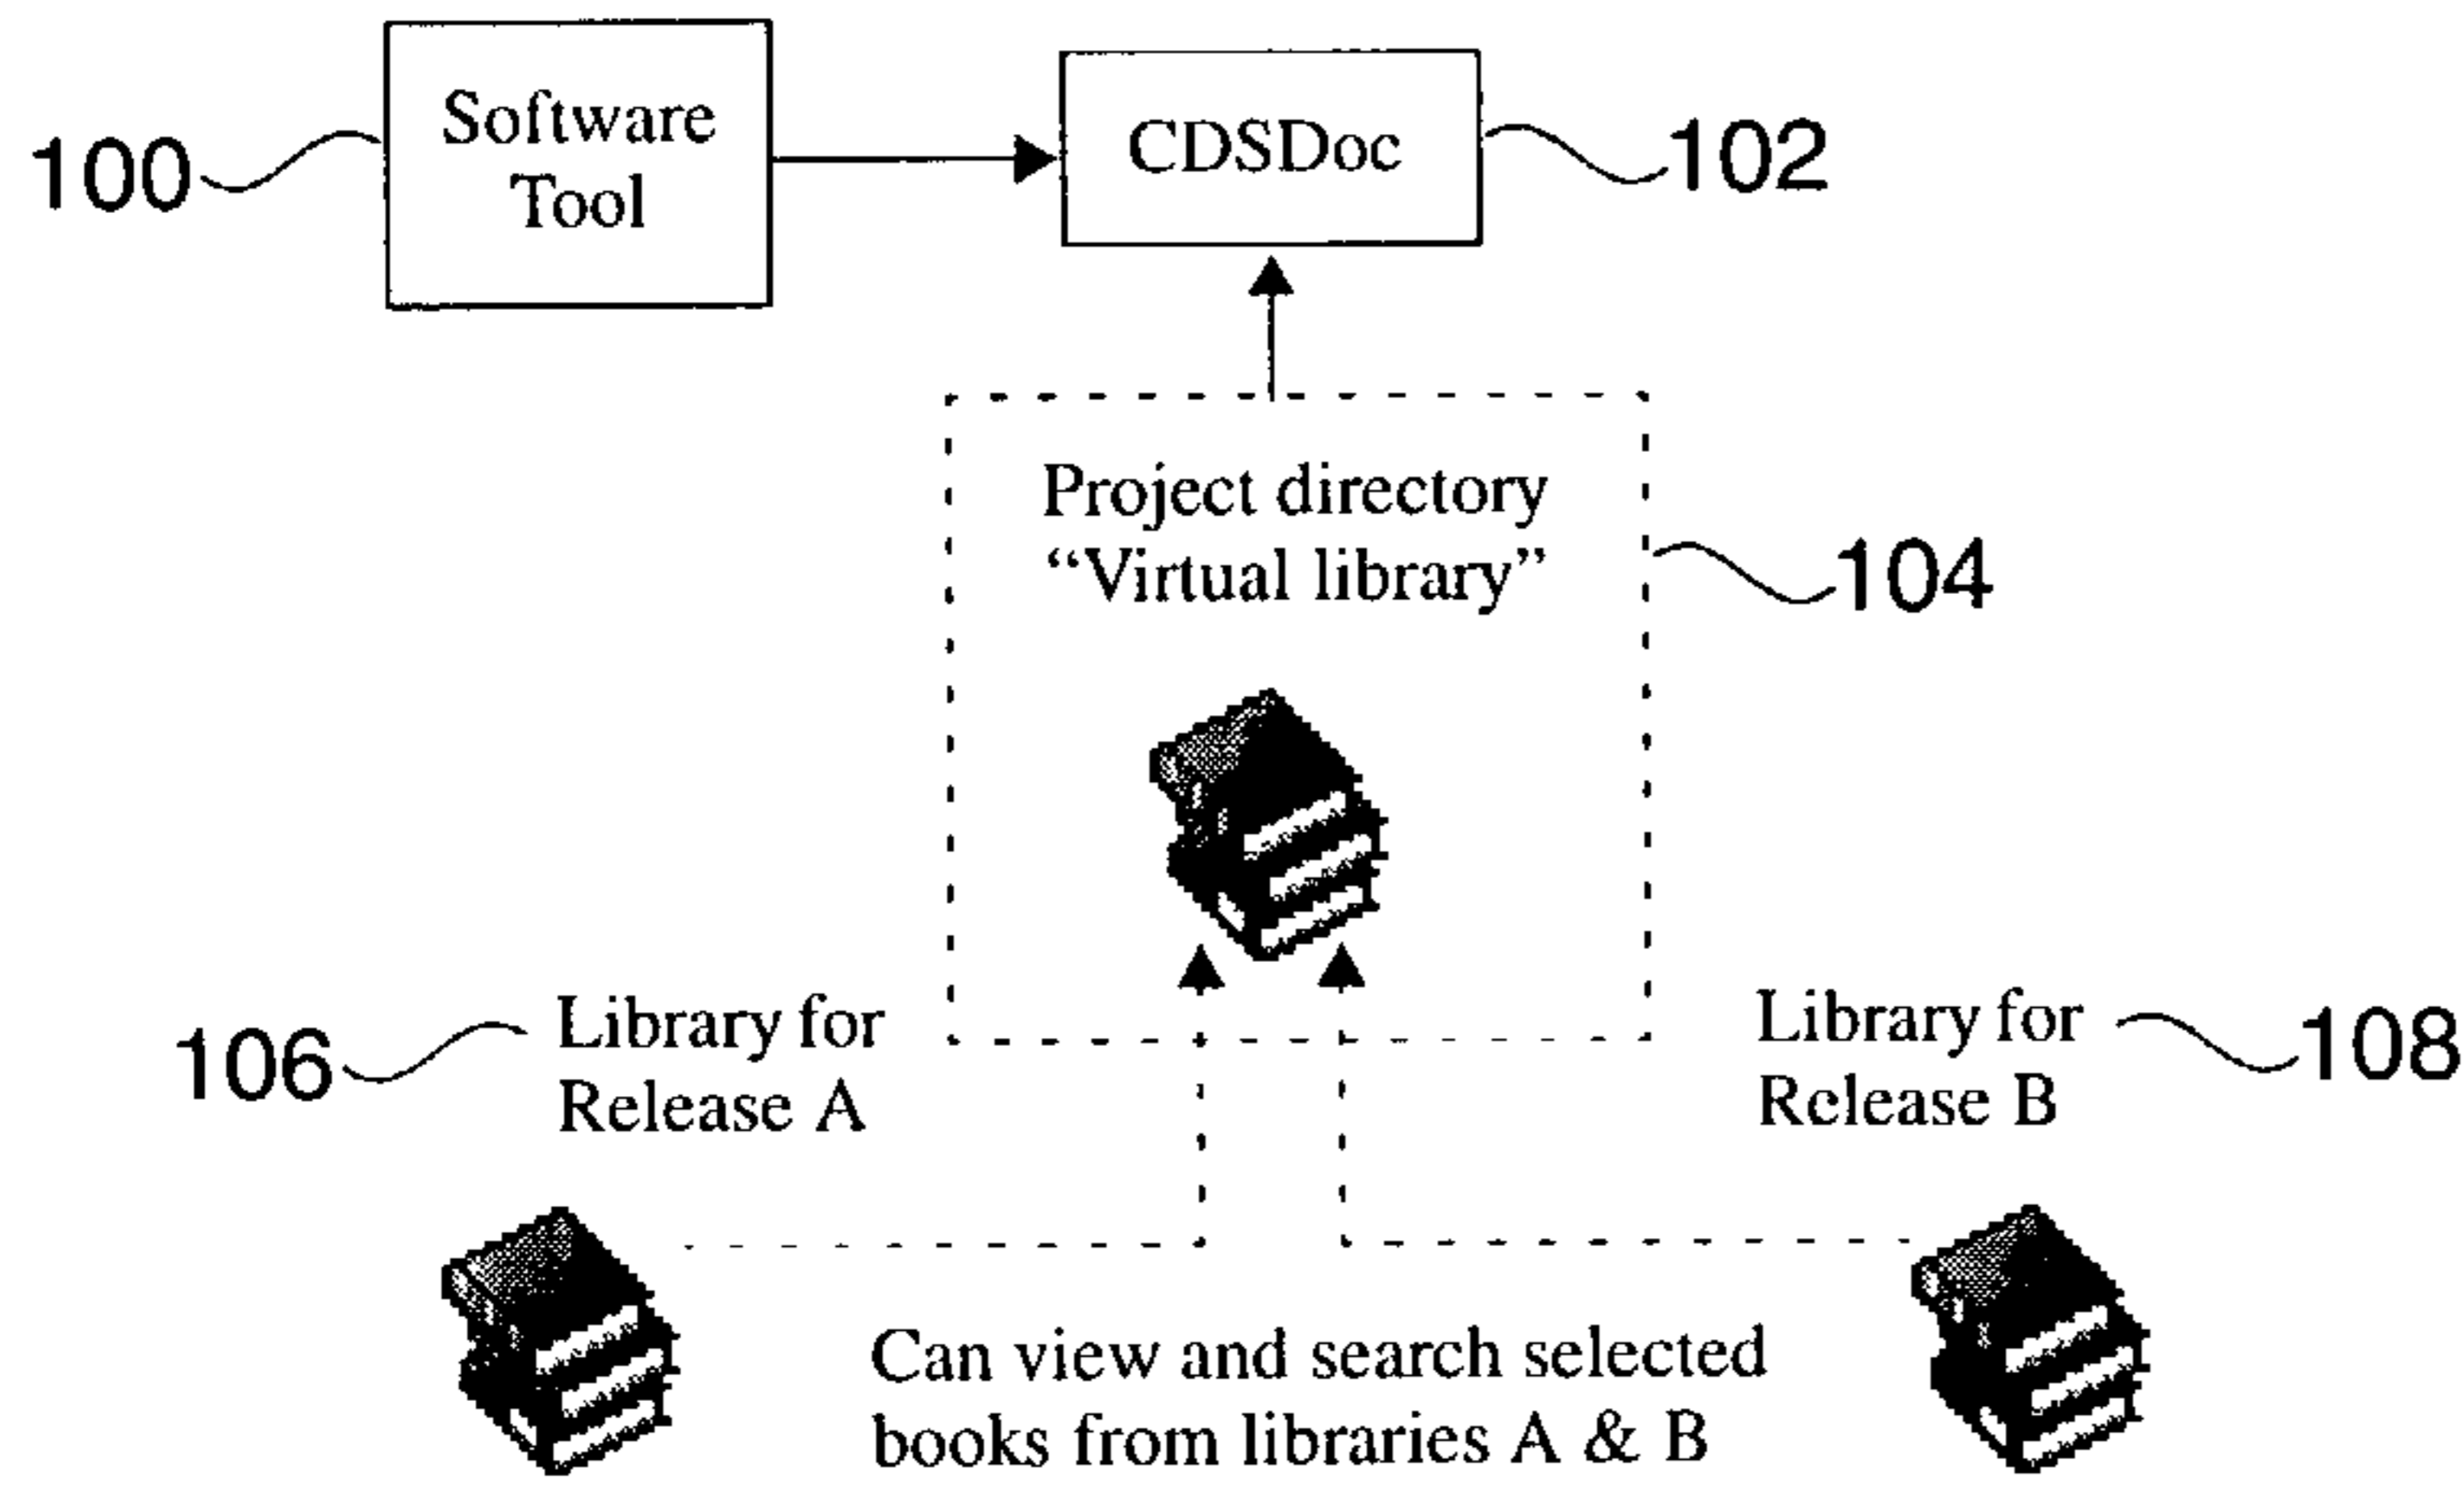 100
Software
Tool
CDSDoc
102
Project directory
“Virtual library”
104
106
Library for
Release A
Library for
Release B
108
Can view and search selected
books from libraries A & B